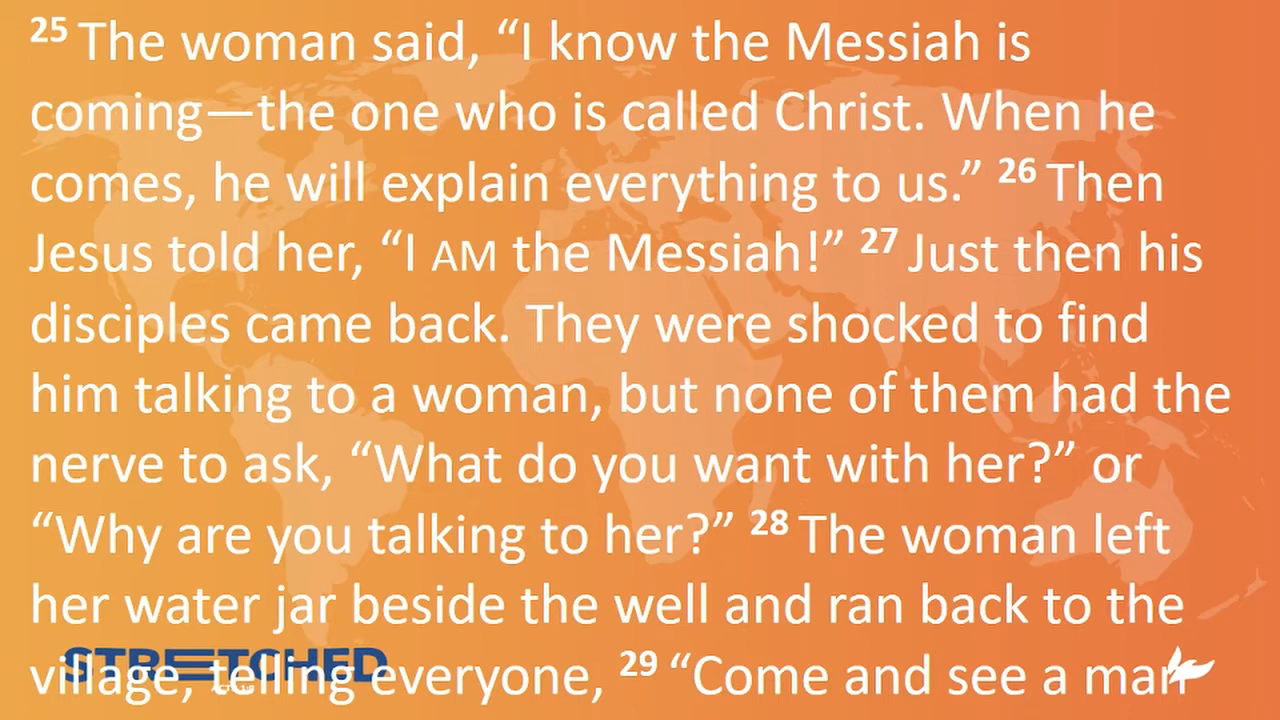 25 The woman said, “I know the Messiah is
coming—the one who is called Christ. When he
comes, he will explain everything to us.” 26 Then
Jesus told her, “I AM the Messiah!” 27 Just then his
disciples came back. They were shocked to find
him talking to a woman, but none of them had the
nerve to ask, “What do you want with her?” or
“Why are you talking to her?” 28 The woman left
her water jar beside the well and ran back to the
village, telling everyone, 29 “Come and see a man
STRETCHED